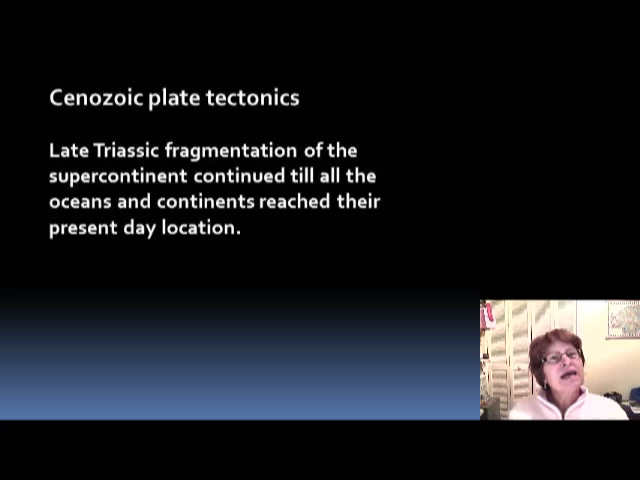 Cenozoic plate tectonics
Late Triassic fragmentation of the
supercontinent continued till all the
oceans and continents reached their
present day location.